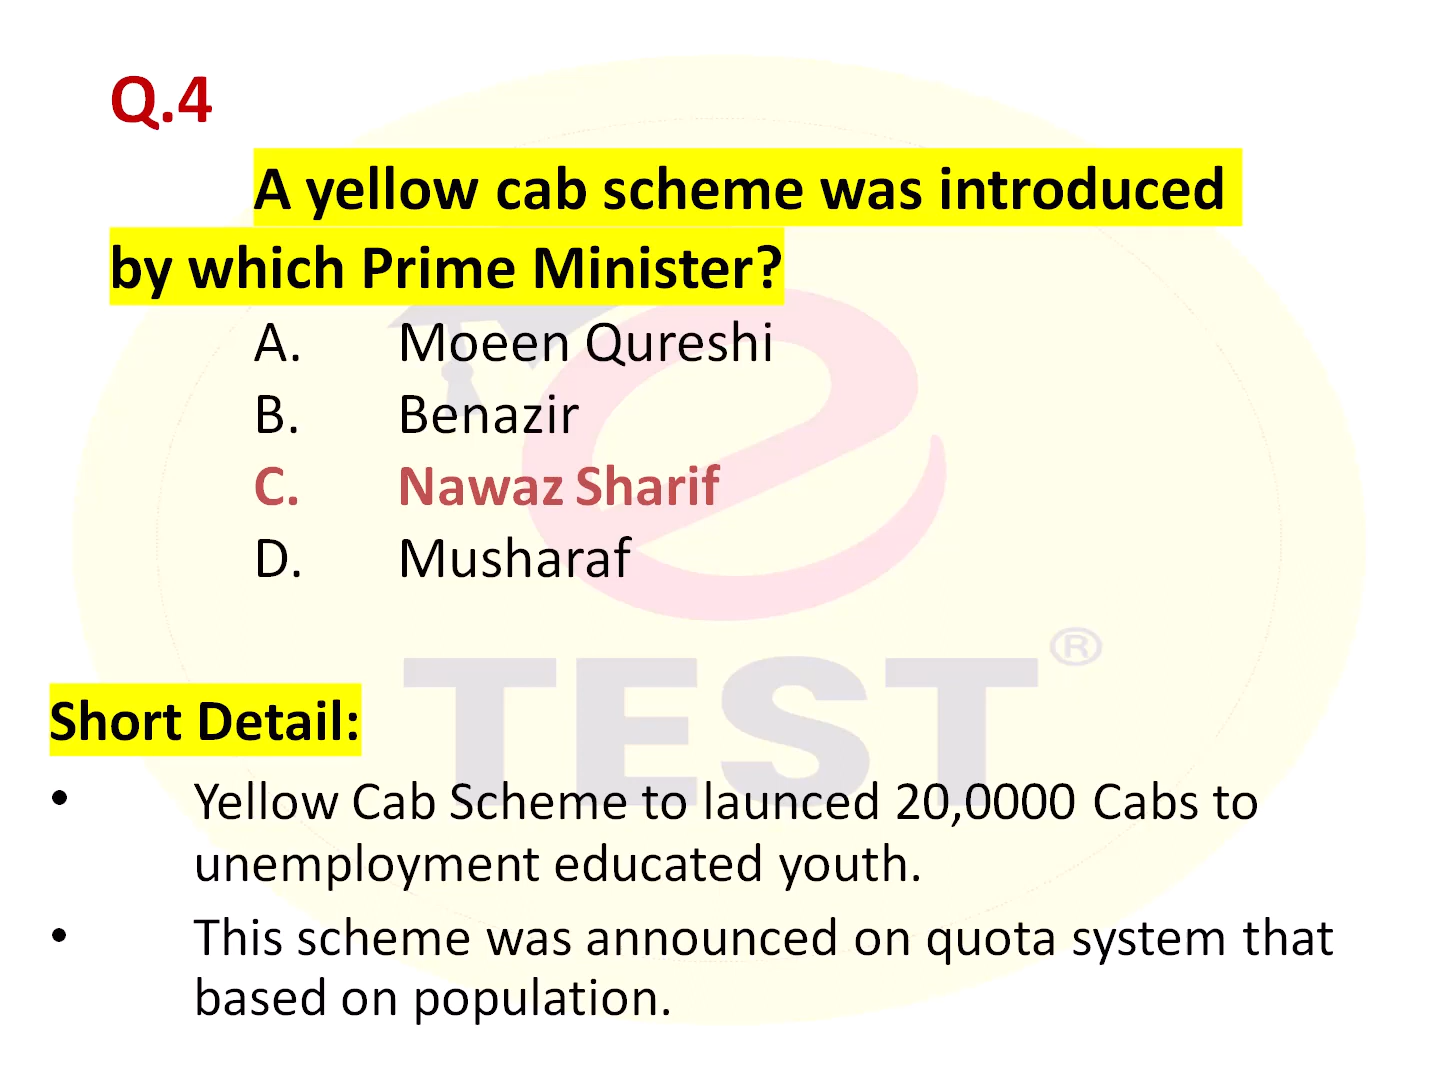 Q.4
A yellow cab scheme was introduced
by which Prime Minister?
A. Moeen Qureshi
B. Benazir
C. Nawaz Sharif
D. Musharaf
e
TEST®
Short Detail:
• Yellow Cab Scheme to launced 20,0000 Cabs to
unemployment educated youth.
• This scheme was announced on quota system that
based on population.